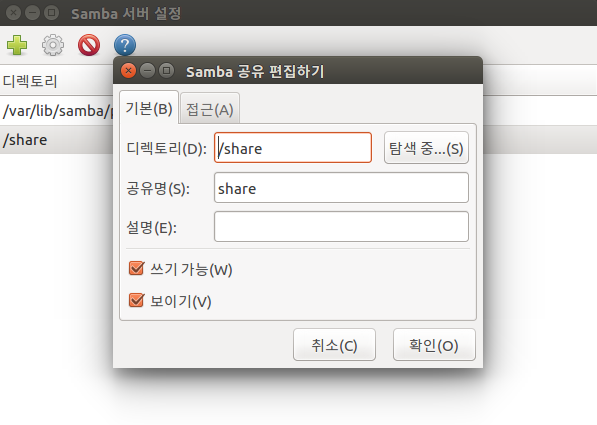 Samba 서버 설정
디렉토리
/var/lib/samba/p
/share
Samba 공유 편집하기
기본(B) 접근(A)
디렉토리(D): /share 탐색 중...(S)
공유명(S): share
설명(E):
쓰기 가능(W)
보이기(V)
취소(C) 확인(O)